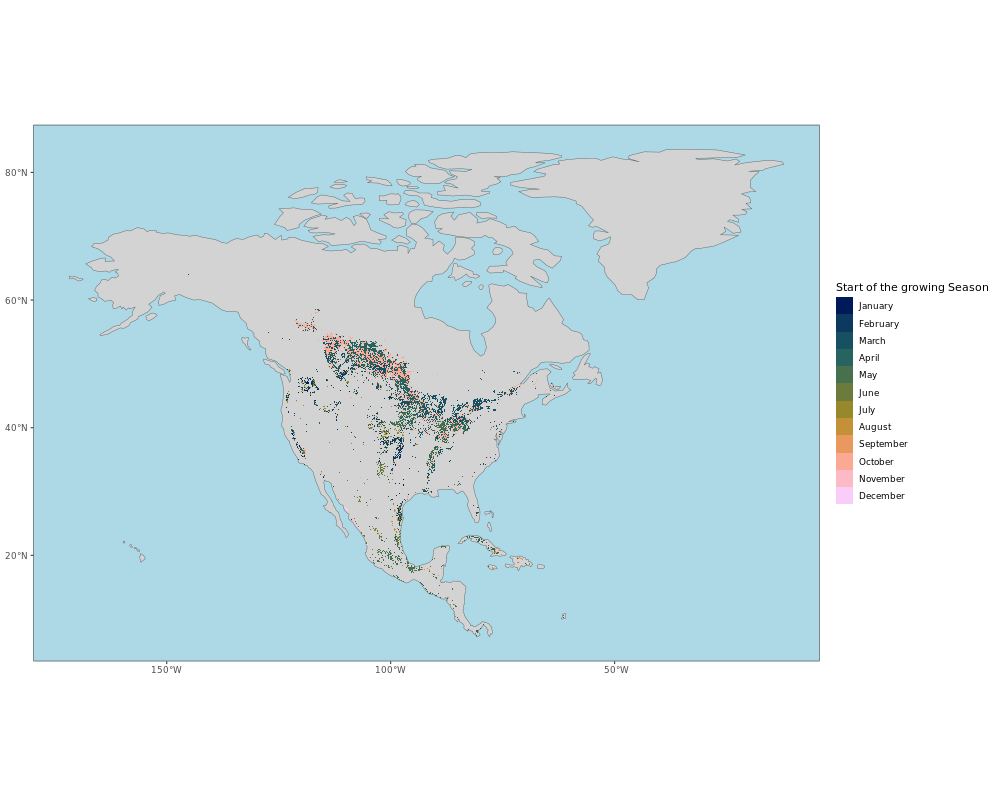 80°N
60°N
40°N
20°N
150°W
100°W
50°W
Start of the growing Season
January
February
March
April
May
June
July
August
September
October
November
December